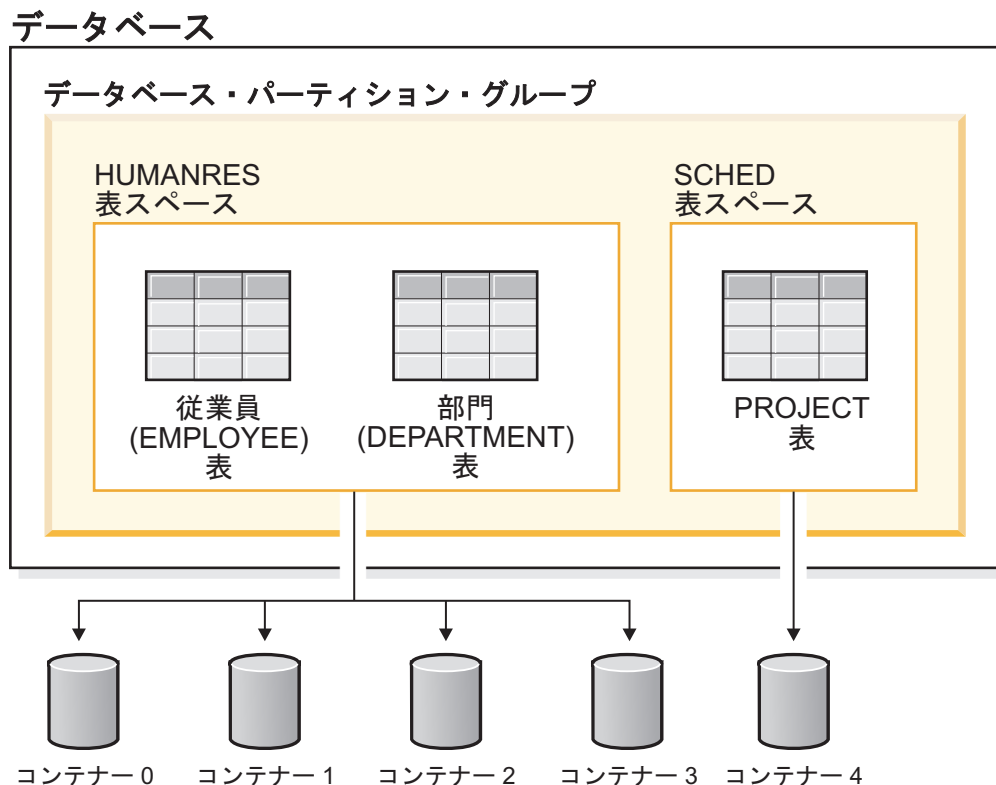 データベース
データベース・パーティション・グループ
HUMANRES
表スペース
SCHED
表スペース
従業員
(EMPLOYEE)
表
部門
(DEPARTMENT)
表
PROJECT
表
コンテナー 0
コンテナー 1
コンテナー 2
コンテナー 3
コンテナー 4